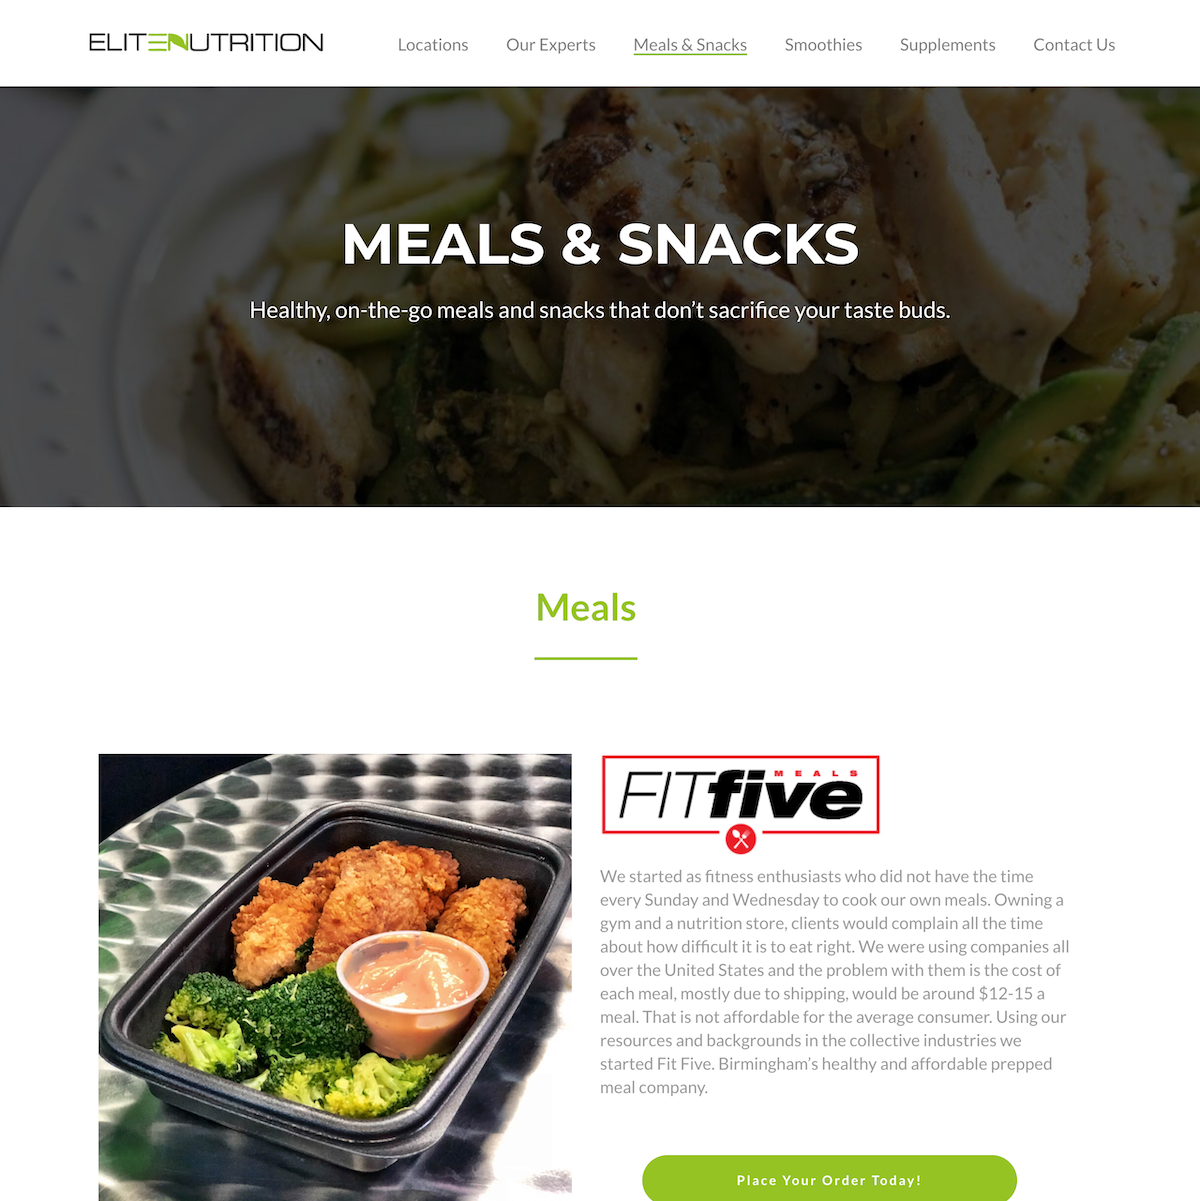 ELITENUTRITION
Locations
Our Experts
Meals & Snacks
Smoothies
Supplements
Contact Us
MEALS & SNACKS
Healthy, on-the-go meals and snacks that don’t sacrifice your taste buds.
Meals
MEALS
FITfive
We started as fitness enthusiasts who did not have the time
every Sunday and Wednesday to cook our own meals. Owning a
gym and a nutrition store, clients would complain all the time
about how difficult it is to eat right. We were using companies all
over the United States and the problem with them is the cost of
each meal, mostly due to shipping, would be around $12-15 a
meal. That is not affordable for the average consumer. Using our
resources and backgrounds in the collective industries we
started Fit Five. Birmingham’s healthy and affordable prepped
meal company.
Place Your Order Today!